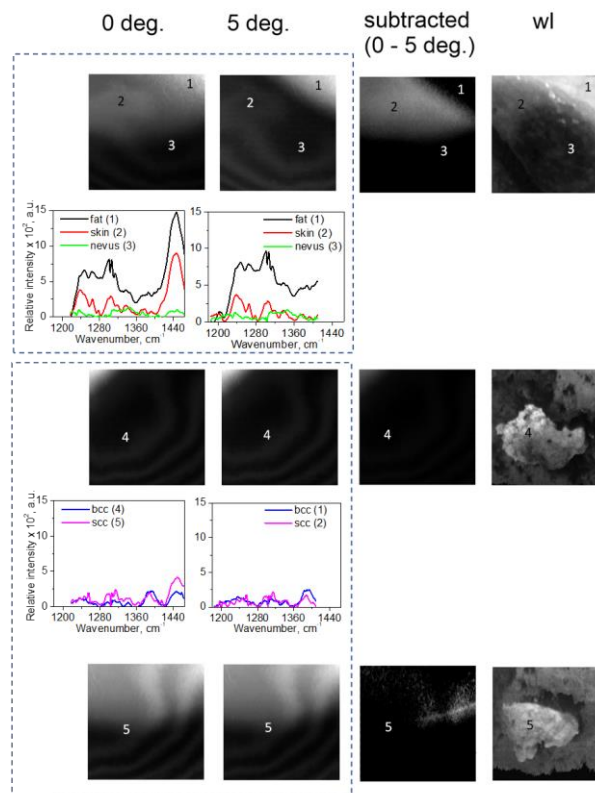 0 deg.
5 deg.
subtracted
(0 - 5 deg.)
wl
1
2
3
1
2
3
1
2
3
1
2
3
Relative intensity x 10², a.u.
15
10
5
0
fat (1)
skin (2)
nevus (3)
1200 1280 1360 1440
Wavenumber, cm⁻¹
15
10
5
0
fat (1)
skin (2)
nevus (3)
1200 1280 1360 1440
Wavenumber, cm⁻¹
4
4
4
4
Relative intensity x 10², a.u.
15
10
5
0
bcc (4)
scc (5)
1200 1280 1360 1440
Wavenumber, cm⁻¹
15
10
5
0
bcc (1)
scc (2)
1200 1280 1360 1440
Wavenumber, cm⁻¹
5
5
5
5